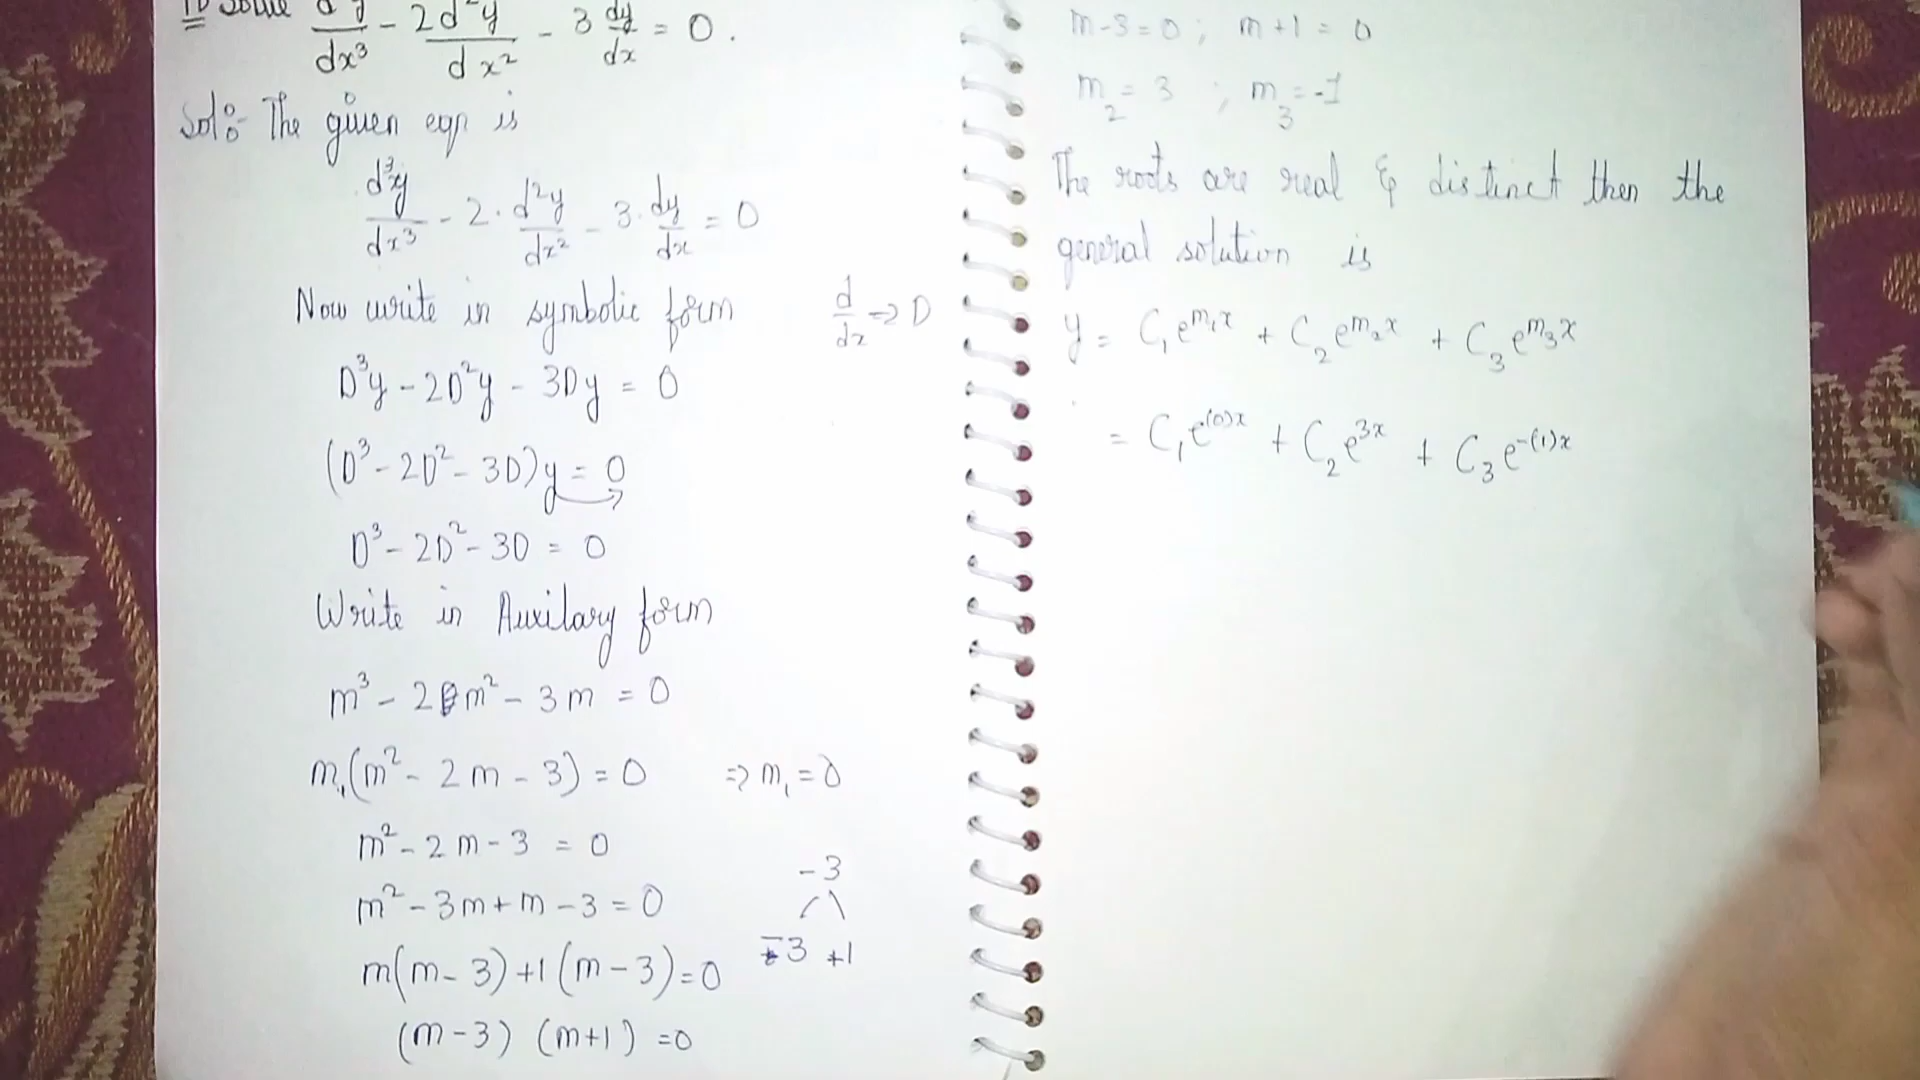 Solve d³y/dx³ - 2d²y/dx² - 3 dy/dx = 0 .
Sol:- The given eqn is
d³y/dx³ - 2. d²y/dx² - 3. dy/dx = 0
Now write in symbolic form d/dx => D
D³y - 2D²y - 3Dy = 0
(D³ - 2D² - 3D)y = 0
D³ - 2D² - 3D = 0
Write in Auxilary form
m³ - 2m² - 3m = 0
m₁(m² - 2m - 3) = 0 => m₁ = 0
m² - 2m - 3 = 0
-3
m² - 3m + m - 3 = 0
m(m - 3) + 1(m - 3) = 0
-3 +1
(m - 3) (m + 1) = 0
m - 3 = 0 ; m + 1 = 0
m₂ = 3 ; m₃ = -1
The roots are real & distinct then the
general solution is
y = C₁e^m₁x + C₂e^m₂x + C₃e^m₃x
= C₁e^(0)x + C₂e^3x + C₃e^-(1)x